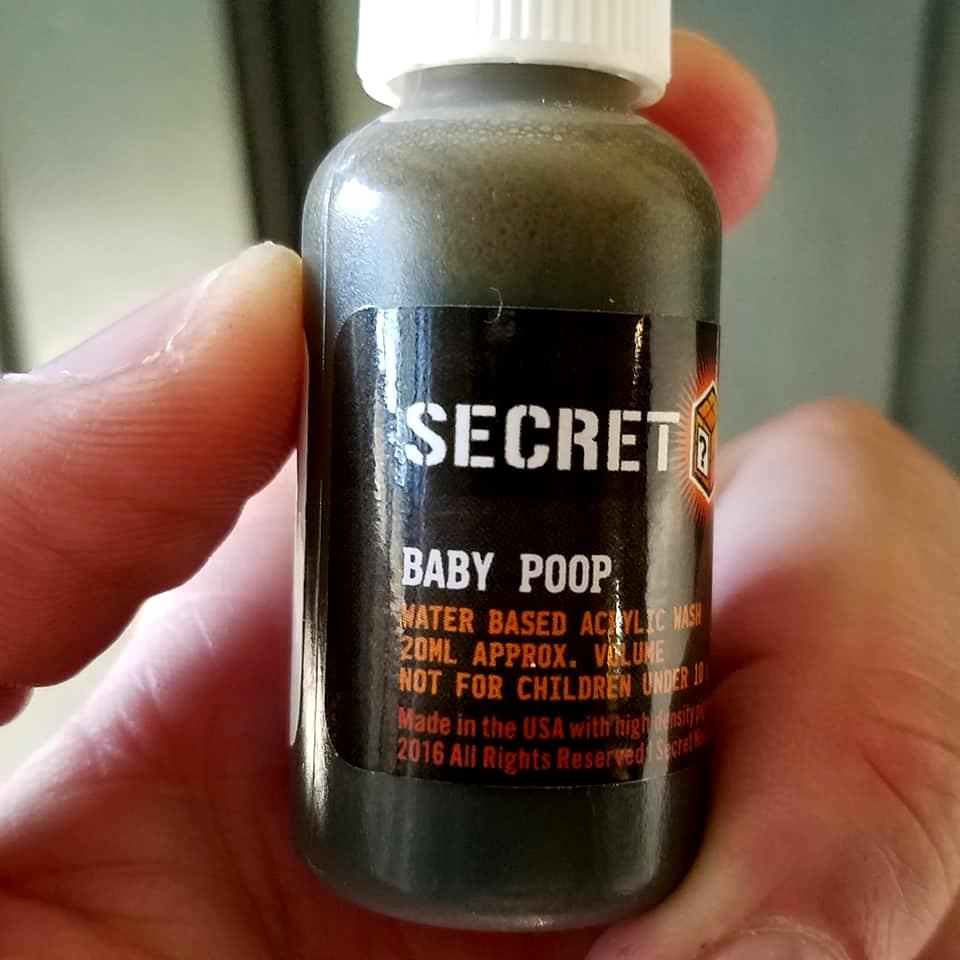 SECRET
BABY POOP
WATER BASED ACRYLIC WASH
20ML APPROX. VOLUME
NOT FOR CHILDREN UNDER 10
Made in the USA with high density
2016 All Rights Reserved Secret